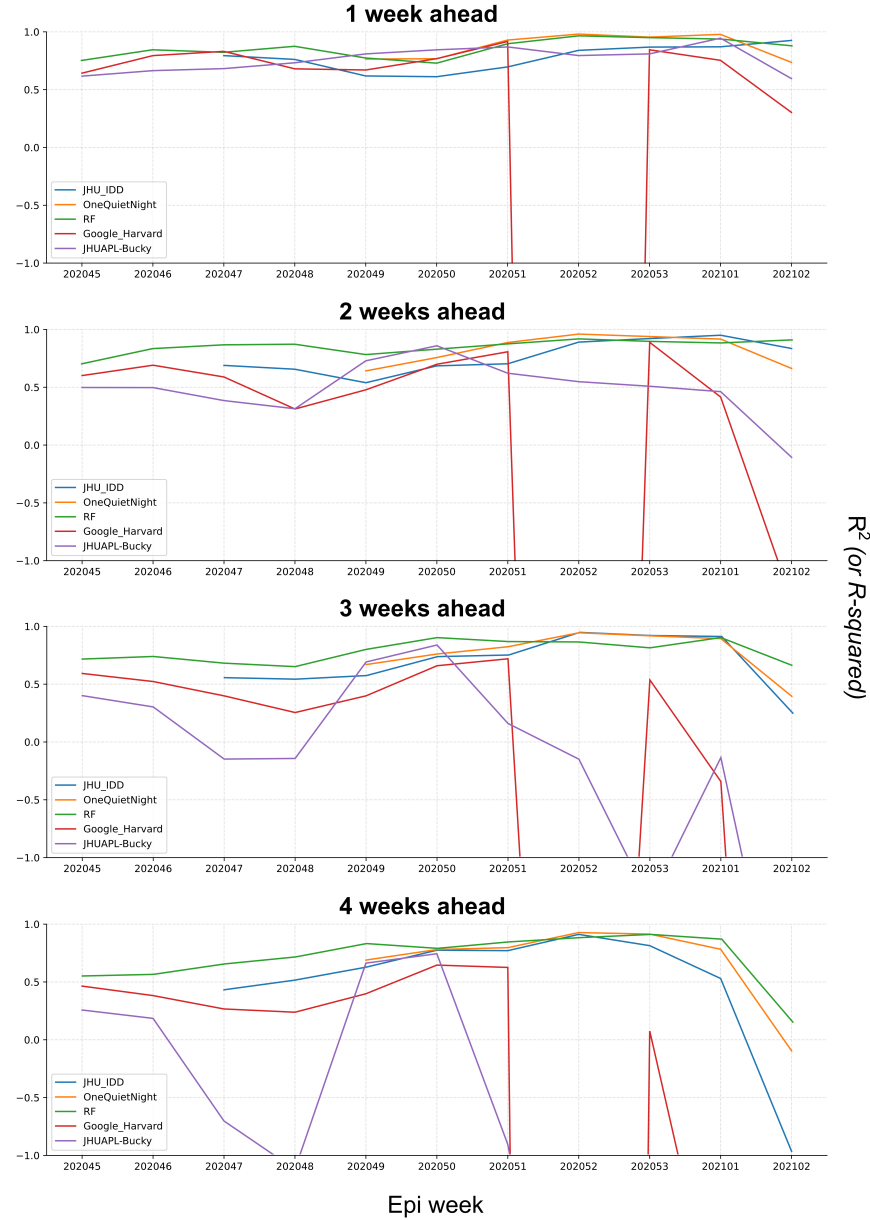 1 week ahead
1.0
0.5
0.0
−0.5
−1.0
JHU_IDD
OneQuietNight
RF
Google_Harvard
JHUAPL-Bucky
202045 202046 202047 202048 202049 202050 202051 202052 202053 202101 202102
2 weeks ahead
1.0
0.5
0.0
−0.5
−1.0
JHU_IDD
OneQuietNight
RF
Google_Harvard
JHUAPL-Bucky
202045 202046 202047 202048 202049 202050 202051 202052 202053 202101 202102
R² (or R-squared)
3 weeks ahead
1.0
0.5
0.0
−0.5
−1.0
JHU_IDD
OneQuietNight
RF
Google_Harvard
JHUAPL-Bucky
202045 202046 202047 202048 202049 202050 202051 202052 202053 202101 202102
4 weeks ahead
1.0
0.5
0.0
−0.5
−1.0
JHU_IDD
OneQuietNight
RF
Google_Harvard
JHUAPL-Bucky
202045 202046 202047 202048 202049 202050 202051 202052 202053 202101 202102
Epi week